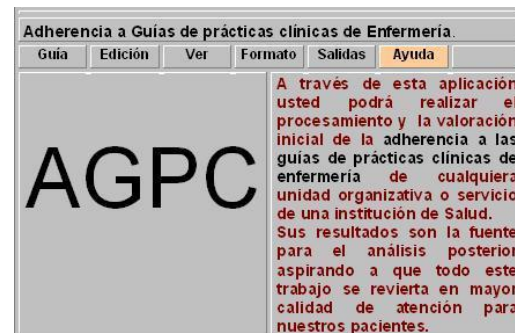 Adherencia a Guías de prácticas clínicas de Enfermería.
Guía Edición Ver Formato Salidas Ayuda
AGPC
A través de esta aplicación
usted podrá realizar el
procesamiento y la valoración
inicial de la adherencia a las
guías de prácticas clínicas de
enfermería de cualquiera
unidad organizativa o servicio
de una institución de Salud.
Sus resultados son la fuente
para el análisis posterior
aspirando a que todo este
trabajo se revierta en mayor
calidad de atención para
nuestros pacientes.